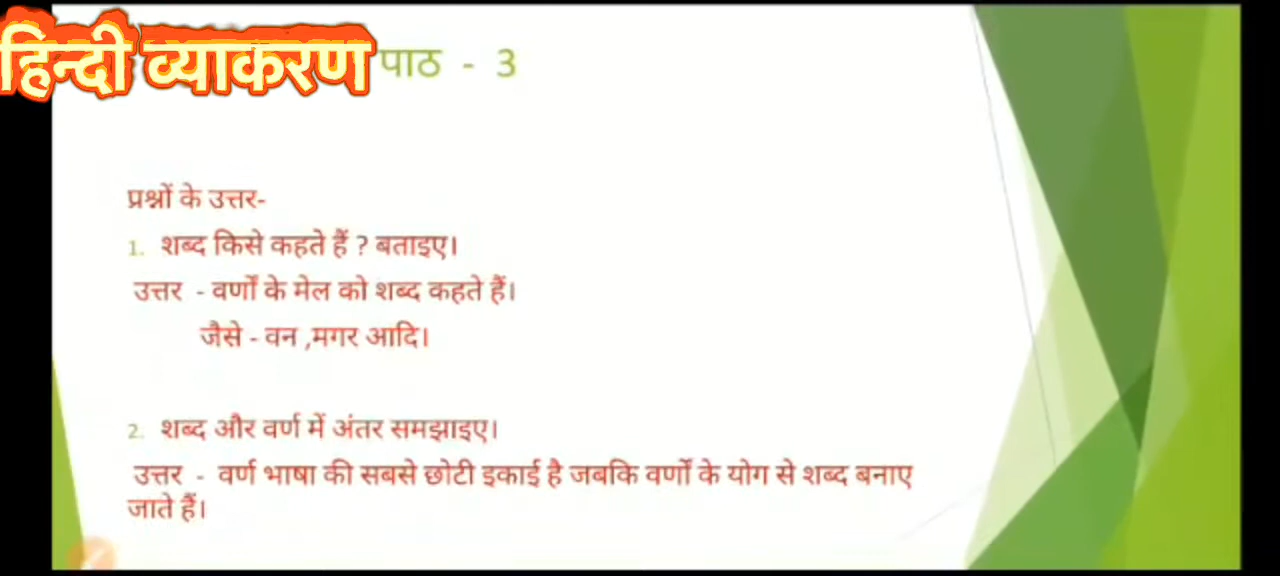 हिन्दी व्याकरण पाठ - 3
प्रश्नों के उत्तर-
1. शब्द किसे कहते हैं ? बताइए।
उत्तर - वर्णों के मेल को शब्द कहते हैं।
जैसे - वन ,मगर आदि।
2. शब्द और वर्ण में अंतर समझाइए।
उत्तर - वर्ण भाषा की सबसे छोटी इकाई है जबकि वर्णों के योग से शब्द बनाए
जाते हैं।